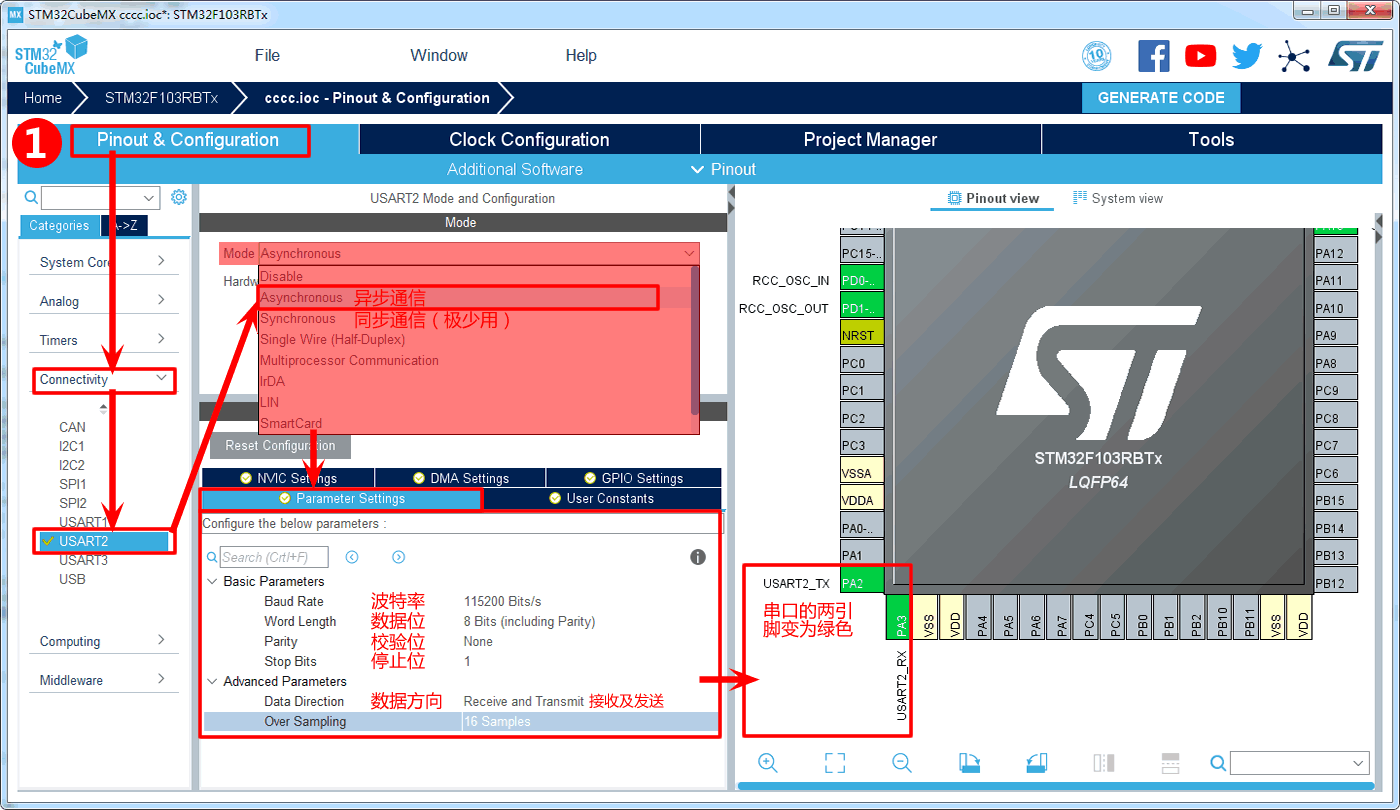 MX STM32CubeMX cccc.ioc*: STM32F103RBTx
STM32
CubeMX
File
Window
Help
10
ST
Home
STM32F103RBTx
cccc.ioc - Pinout & Configuration
GENERATE CODE
1
Pinout & Configuration
Clock Configuration
Project Manager
Tools
Additional Software
Pinout
Categories
A->Z
System Core
Analog
Timers
Connectivity
CAN
I2C1
I2C2
SPI1
SPI2
USART1
USART2
USART3
USB
Computing
Middleware
USART2 Mode and Configuration
Mode
Mode Asynchronous
Hardw
Disable
Asynchronous 异步通信
Synchronous 同步通信（极少用）
Single Wire (Half-Duplex)
Multiprocessor Communication
IrDA
LIN
SmartCard
Reset Configuration
NVIC Settings
DMA Settings
GPIO Settings
Parameter Settings
User Constants
Configure the below parameters :
Search (Crtl+F)
i
Basic Parameters
Baud Rate 波特率 115200 Bits/s
Word Length 数据位 8 Bits (including Parity)
Parity 校验位 None
Stop Bits 停止位 1
Advanced Parameters
Data Direction 数据方向 Receive and Transmit 接收及发送
Over Sampling 16 Samples
Pinout view
System view
PC15-..
RCC_OSC_IN PD0-..
RCC_OSC_OUT PD1-..
NRST
PC0
PC1
PC2
PC3
VSSA
VDDA
PA0-..
PA1
USART2_TX PA2
串口的两引
脚变为绿色
STM32F103RBTx
LQFP64
PA12
PA11
PA10
PA9
PA8
PC9
PC8
PC7
PC6
PB15
PB14
PB13
PB12
PA3
VSS
VDD
PA4
PA5
PA6
PA7
PC4
PC5
PB0
PB1
PB2
PB10
PB11
VSS
VDD
USART2_RX